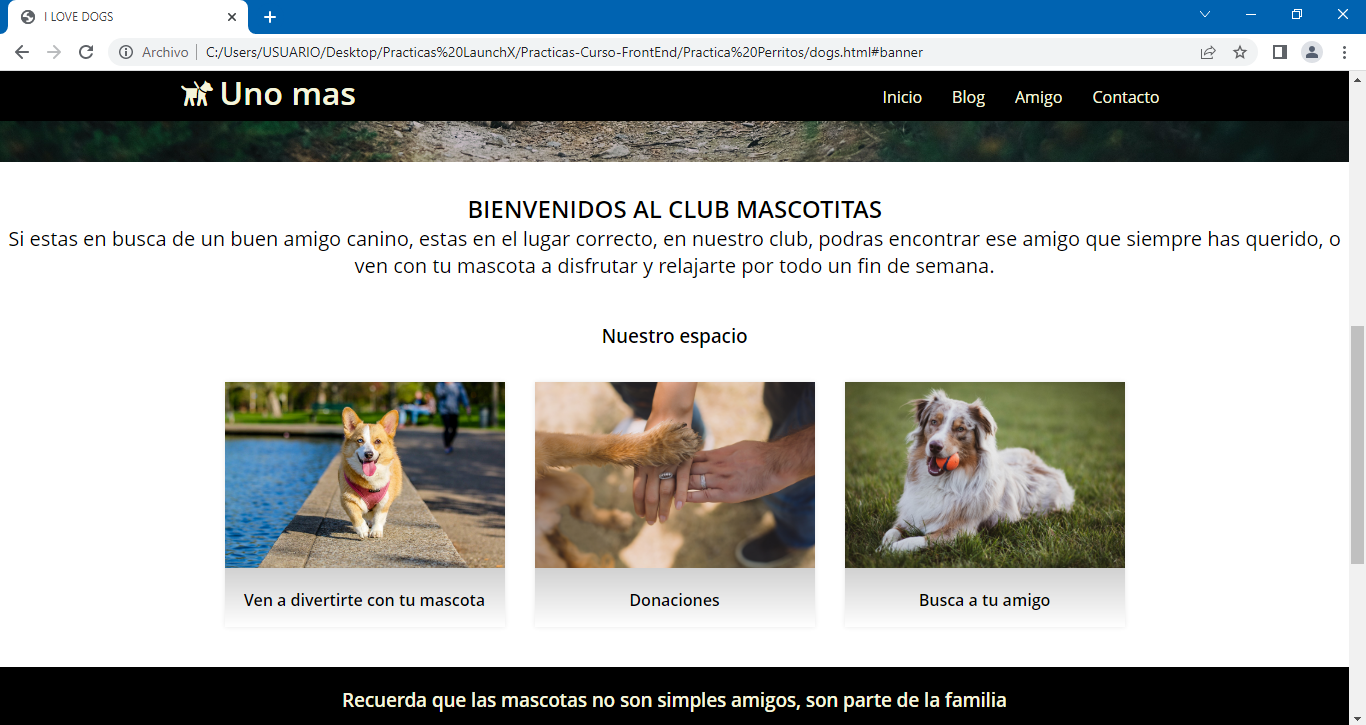 I LOVE DOGS
Archivo | C:/Users/USUARIO/Desktop/Practicas%20LaunchX/Practicas-Curso-FrontEnd/Practica%20Perritos/dogs.html#banner
Uno mas
Inicio Blog Amigo Contacto
BIENVENIDOS AL CLUB MASCOTITAS
Si estas en busca de un buen amigo canino, estas en el lugar correcto, en nuestro club, podras encontrar ese amigo que siempre has querido, o
ven con tu mascota a disfrutar y relajarte por todo un fin de semana.
Nuestro espacio
Ven a divertirte con tu mascota
Donaciones
Busca a tu amigo
Recuerda que las mascotas no son simples amigos, son parte de la familia